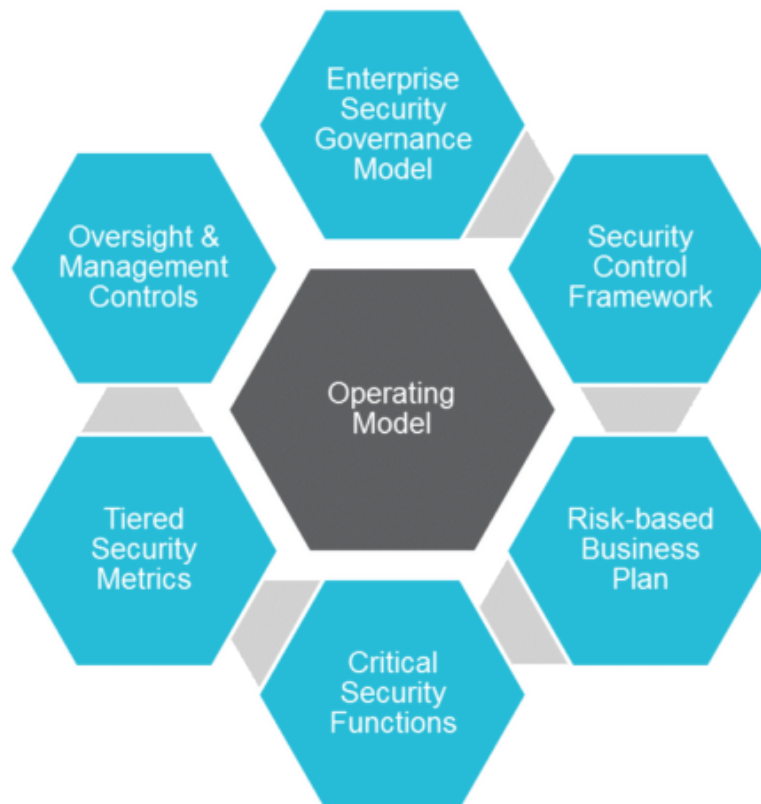 Enterprise
Security
Governance
Model
Security
Control
Framework
Risk-based
Business
Plan
Critical
Security
Functions
Tiered
Security
Metrics
Oversight &
Management
Controls
Operating
Model